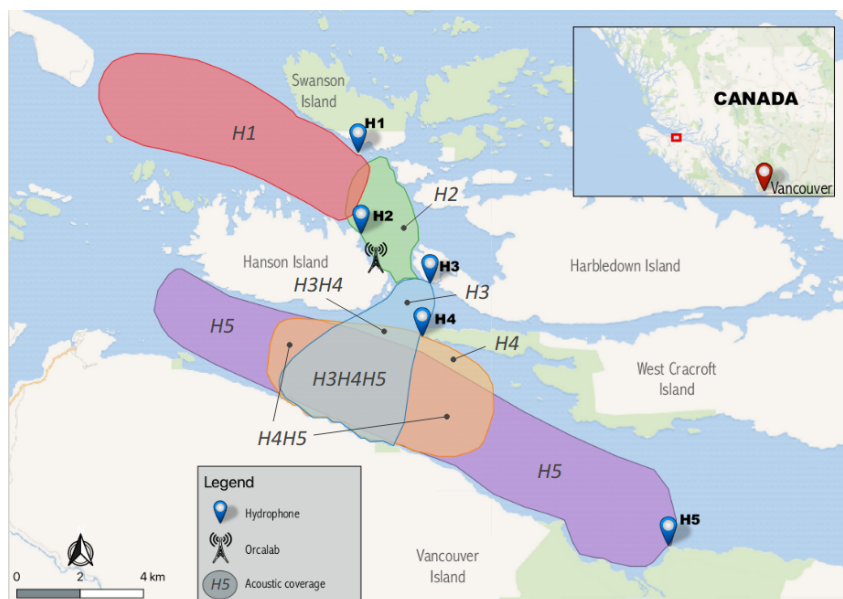 Swanson
Island
H1
H1
CANADA
Vancouver
H2
H2
Hanson Island
H3
Harbledown Island
H3H4
H3
H5
H4
H4
H3H4H5
West Cracroft
Island
H4H5
H5
Legend
Hydrophone
H5
Orcalab
Vancouver
Island
H5 Acoustic coverage
0 2 4 km